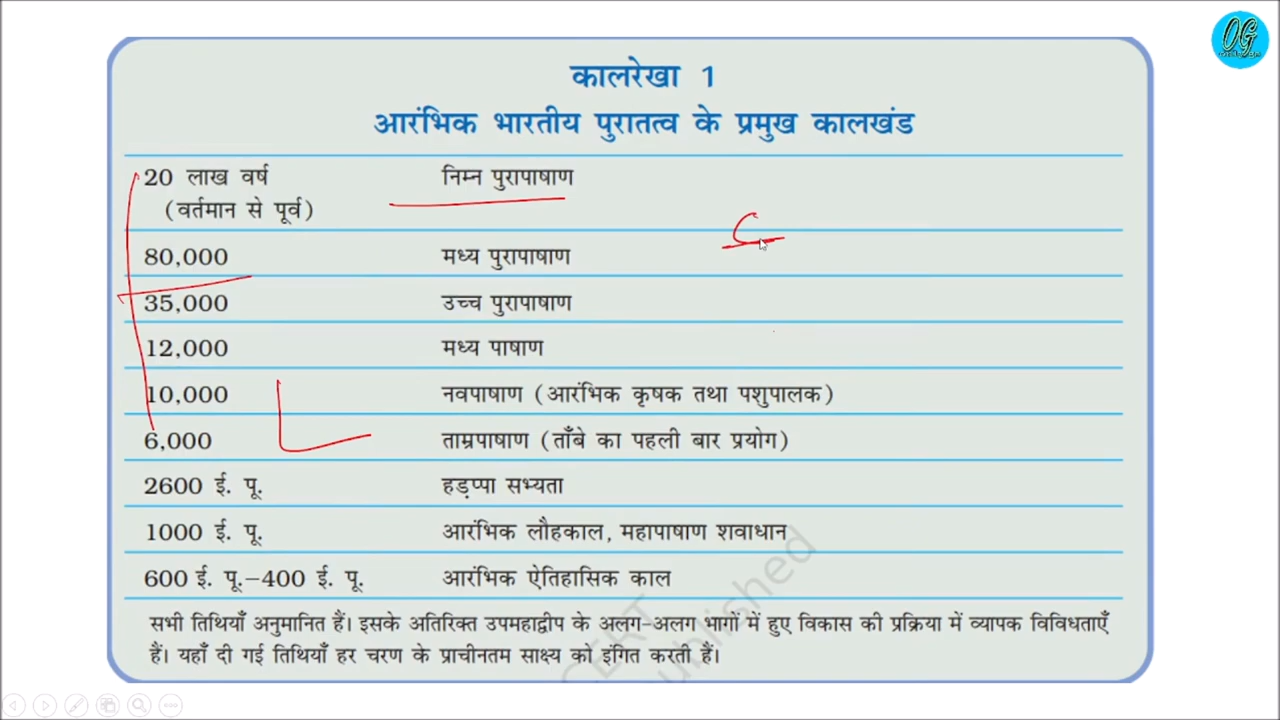 OG
कालरेखा 1
आरंभिक भारतीय पुरातत्व के प्रमुख कालखंड
20 लाख वर्ष निम्न पुरापाषाण
(वर्तमान से पूर्व)
80,000 मध्य पुरापाषाण
35,000 उच्च पुरापाषाण
12,000 मध्य पाषाण
10,000 नवपाषाण (आरंभिक कृषक तथा पशुपालक)
6,000 ताम्रपाषाण (ताँबे का पहली बार प्रयोग)
2600 ई. पू. हड़प्पा सभ्यता
1000 ई. पू. आरंभिक लौहकाल, महापाषाण शवाधान
600 ई. पू.–400 ई. पू. आरंभिक ऐतिहासिक काल
सभी तिथियाँ अनुमानित हैं। इसके अतिरिक्त उपमहाद्वीप के अलग-अलग भागों में हुए विकास की प्रक्रिया में व्यापक विविधताएँ
हैं। यहाँ दी गई तिथियाँ हर चरण के प्राचीनतम साक्ष्य को इंगित करती हैं।